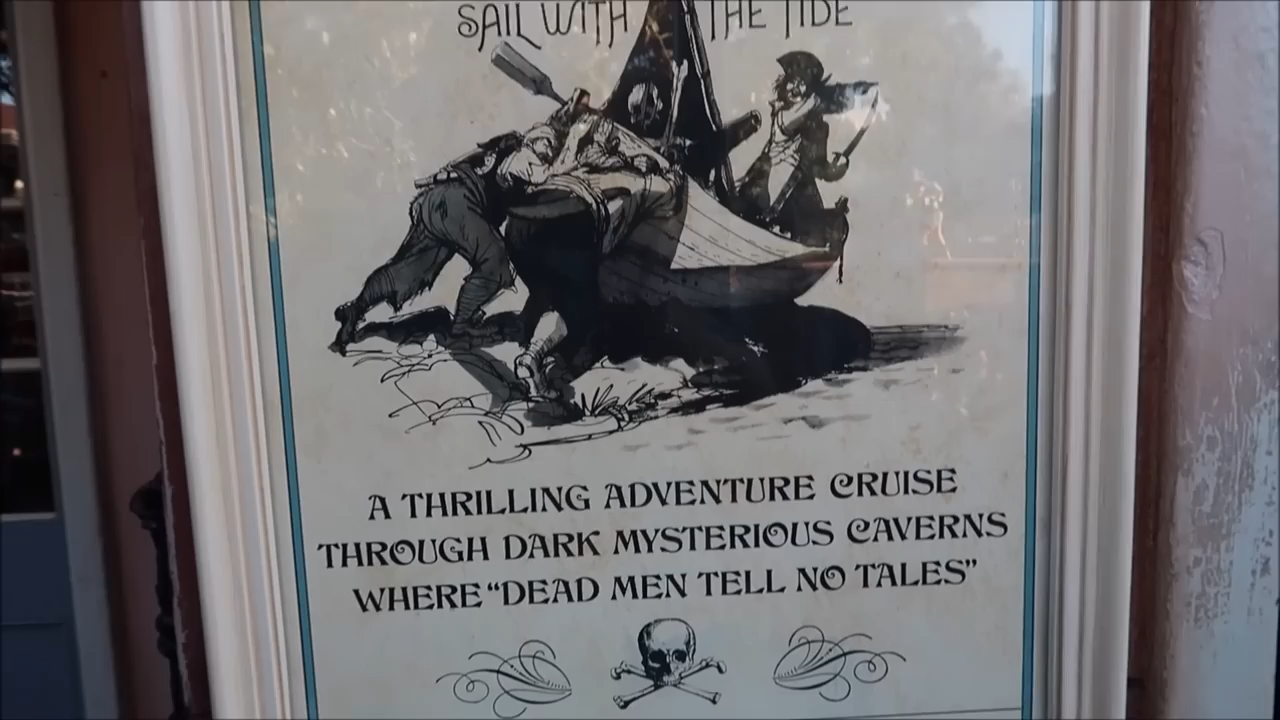 SAIL WITH THE TIDE
A THRILLING ADVENTURE CRUISE
THROUGH DARK MYSTERIOUS CAVERNS
WHERE "DEAD MEN TELL NO TALES"